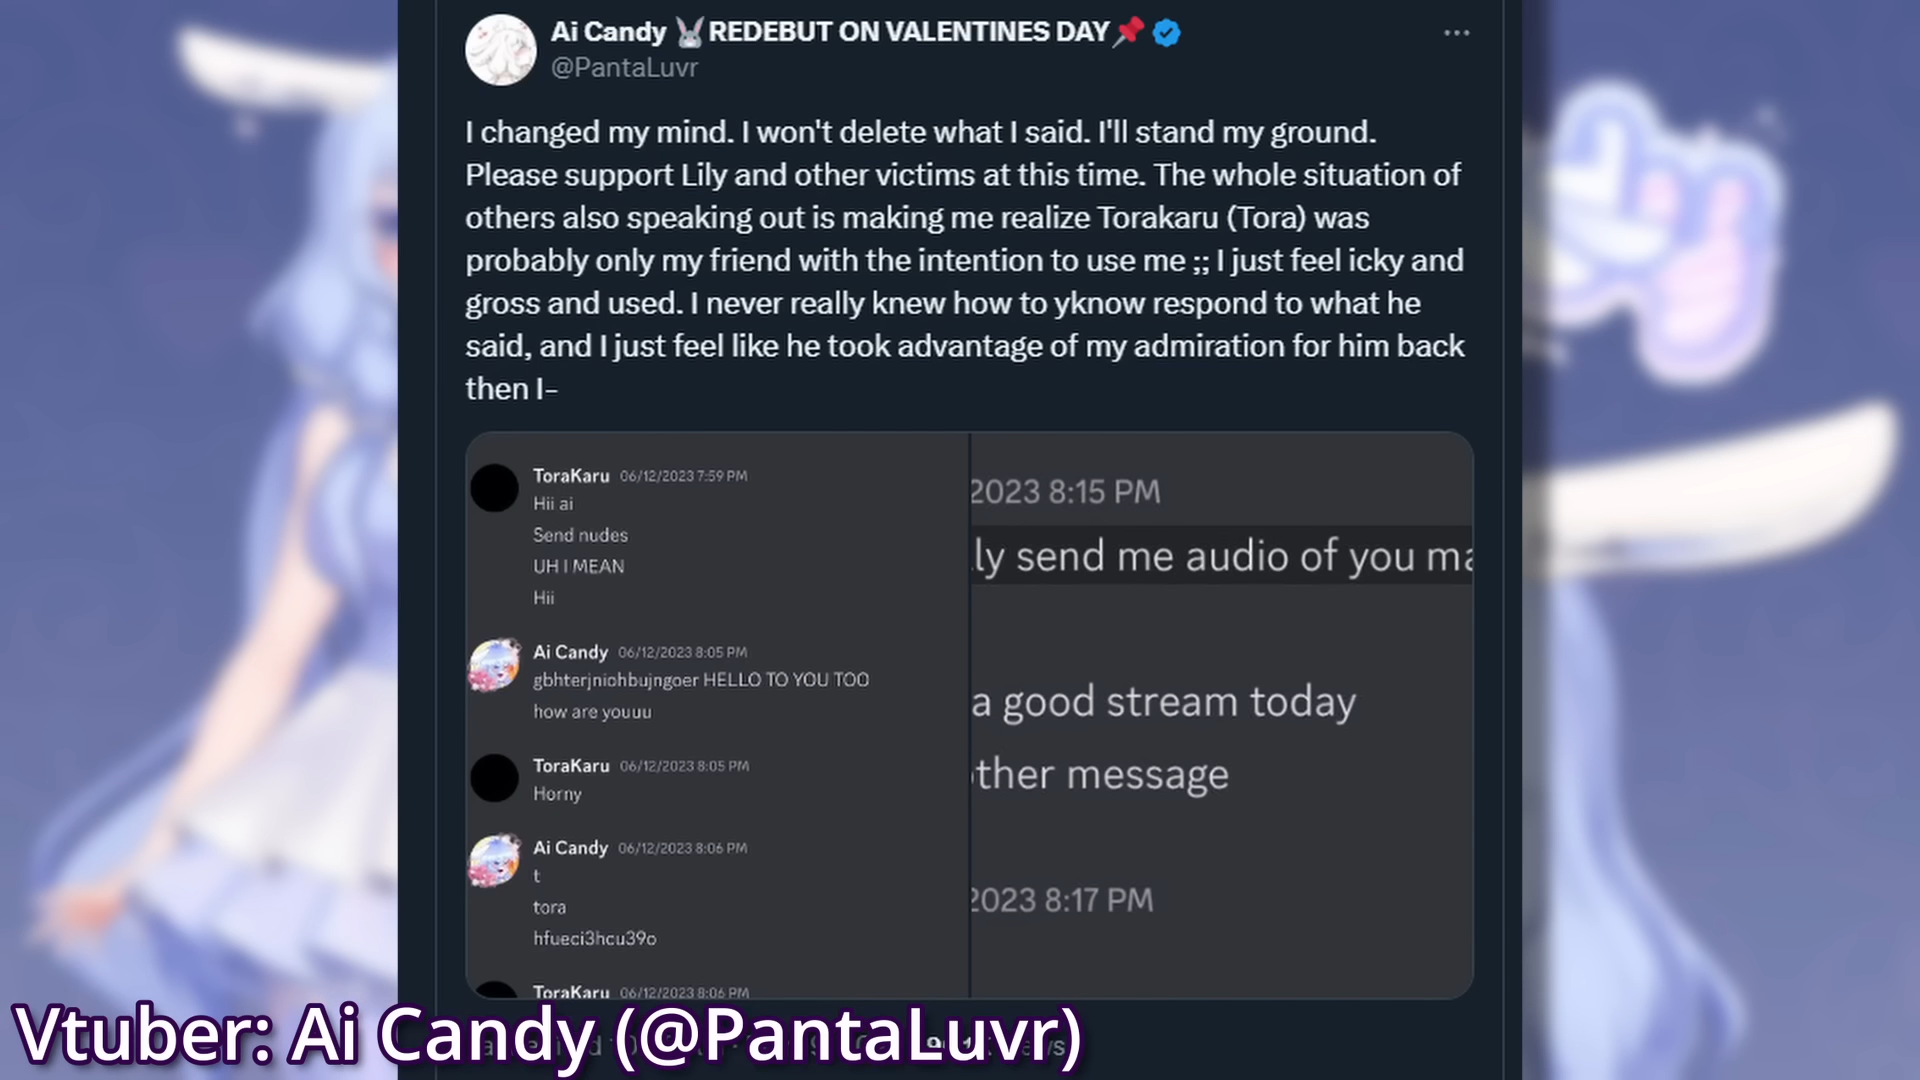 Ai Candy 🐰REDEBUT ON VALENTINES DAY📌
@PantaLuvr
I changed my mind. I won't delete what I said. I'll stand my ground.
Please support Lily and other victims at this time. The whole situation of
others also speaking out is making me realize Torakaru (Tora) was
probably only my friend with the intention to use me ;; I just feel icky and
gross and used. I never really knew how to yknow respond to what he
said, and I just feel like he took advantage of my admiration for him back
then I-
ToraKaru 06/12/2023 7:59 PM
Hii ai
Send nudes
UH I MEAN
Hii
Ai Candy 06/12/2023 8:05 PM
gbhterjniohbujngoer HELLO TO YOU TOO
how are youuu
ToraKaru 06/12/2023 8:05 PM
Horny
Ai Candy 06/12/2023 8:06 PM
t
tora
hfueci3hcu39o
ToraKaru 06/12/2023 8:06 PM
2023 8:15 PM
ly send me audio of you ma
a good stream today
ther message
2023 8:17 PM
Vtuber: Ai Candy (@PantaLuvr)